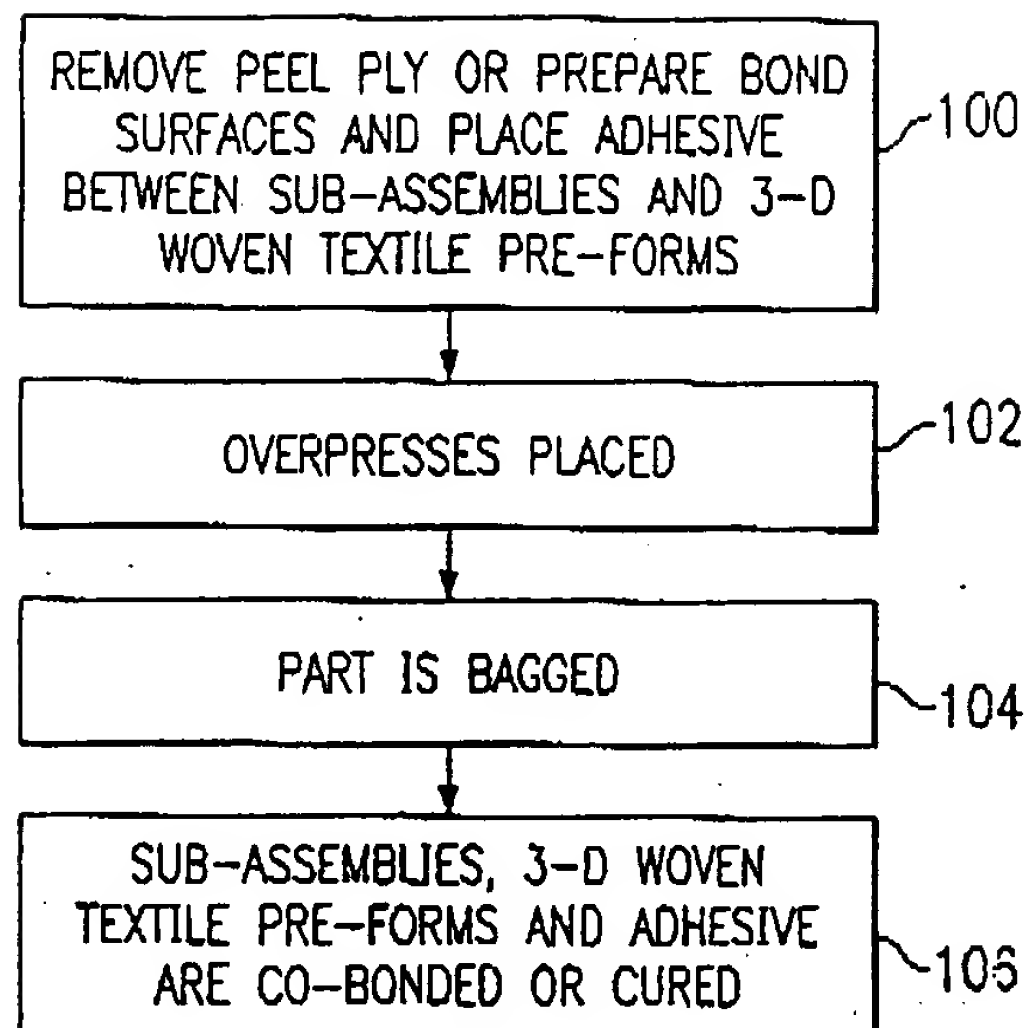 REMOVE PEEL PLY OR PREPARE BOND
SURFACES AND PLACE ADHESIVE
BETWEEN SUB-ASSEMBLIES AND 3-D
WOVEN TEXTILE PRE-FORMS
100
OVERPRESSES PLACED
102
PART IS BAGGED
104
SUB-ASSEMBLIES, 3-D WOVEN
TEXTILE PRE-FORMS AND ADHESIVE
ARE CO-BONDED OR CURED
106